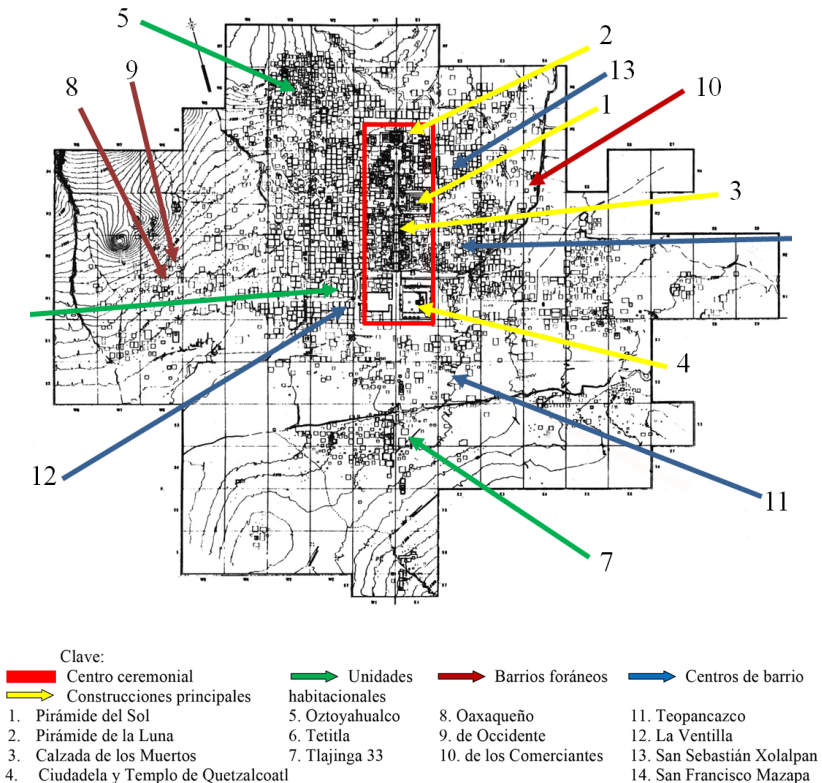 5
2
9
13
8
10
1
3
4
12
11
7
Clave:
Centro ceremonial
Unidades habitacionales
Barrios foráneos
Centros de barrio
Construcciones principales
1. Pirámide del Sol
5. Oztoyahualco
8. Oaxaqueño
11. Teopancazco
2. Pirámide de la Luna
6. Tetitla
9. de Occidente
12. La Ventilla
3. Calzada de los Muertos
7. Tlajinga 33
10. de los Comerciantes
13. San Sebastián Xolalpan
4. Ciudadela y Templo de Quetzalcoatl
14. San Francisco Mazapa